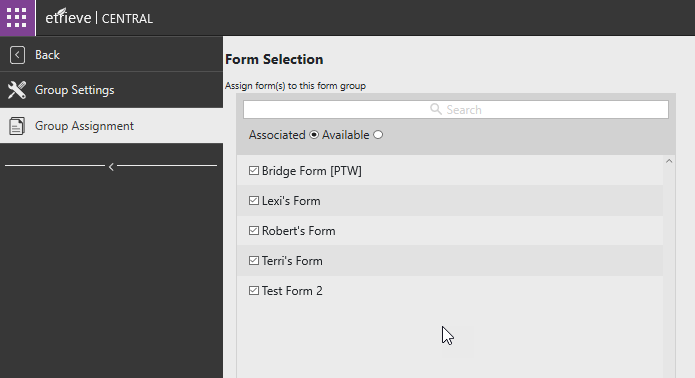 etrieve | CENTRAL
Back
Group Settings
Group Assignment
Form Selection
Assign form(s) to this form group
Search
Associated Available
Bridge Form [PTW]
Lexi's Form
Robert's Form
Terri's Form
Test Form 2